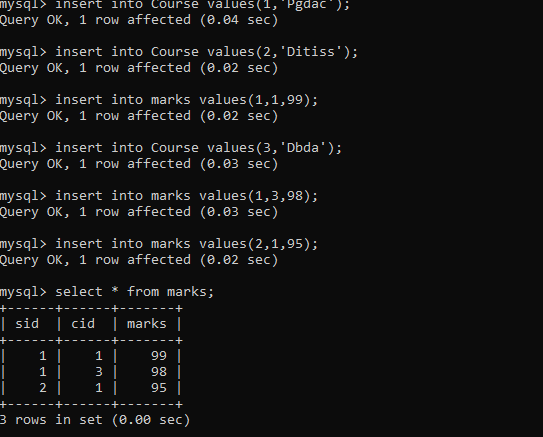 mysql> insert into Course values(1,'Pgdac');
Query OK, 1 row affected (0.04 sec)
mysql> insert into Course values(2,'Ditiss');
Query OK, 1 row affected (0.02 sec)
mysql> insert into marks values(1,1,99);
Query OK, 1 row affected (0.02 sec)
mysql> insert into Course values(3,'Dbda');
Query OK, 1 row affected (0.03 sec)
mysql> insert into marks values(1,3,98);
Query OK, 1 row affected (0.03 sec)
mysql> insert into marks values(2,1,95);
Query OK, 1 row affected (0.02 sec)
mysql> select * from marks;
+------+------+-------+
| sid  | cid  | marks |
+------+------+-------+
|    1 |    1 |    99 |
|    1 |    3 |    98 |
|    2 |    1 |    95 |
+------+------+-------+
3 rows in set (0.00 sec)